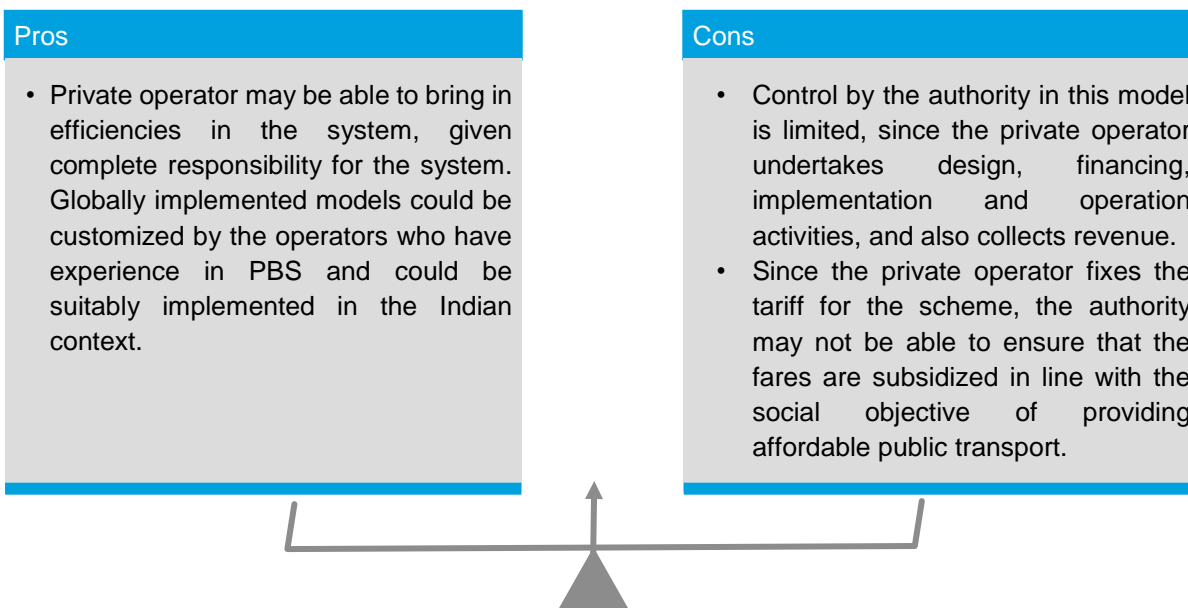 Pros
• Private operator may be able to bring in
efficiencies in the system, given
complete responsibility for the system.
Globally implemented models could be
customized by the operators who have
experience in PBS and could be
suitably implemented in the Indian
context.
Cons
• Control by the authority in this model
is limited, since the private operator
undertakes design, financing,
implementation and operation
activities, and also collects revenue.
• Since the private operator fixes the
tariff for the scheme, the authority
may not be able to ensure that the
fares are subsidized in line with the
social objective of providing
affordable public transport.